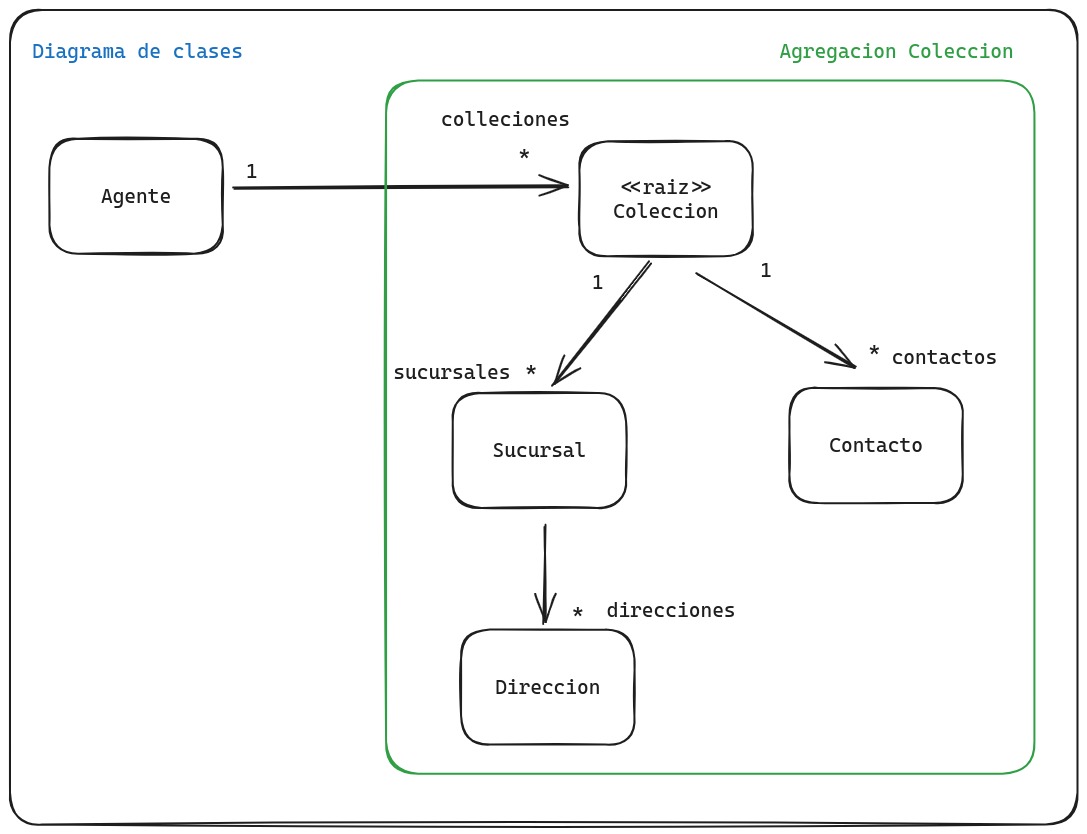 Diagrama de clases
Agregacion Coleccion
colleciones
*
1
Agente
<<raiz>>
Coleccion
1
1
sucursales *
* contactos
Sucursal
Contacto
* direcciones
Direccion